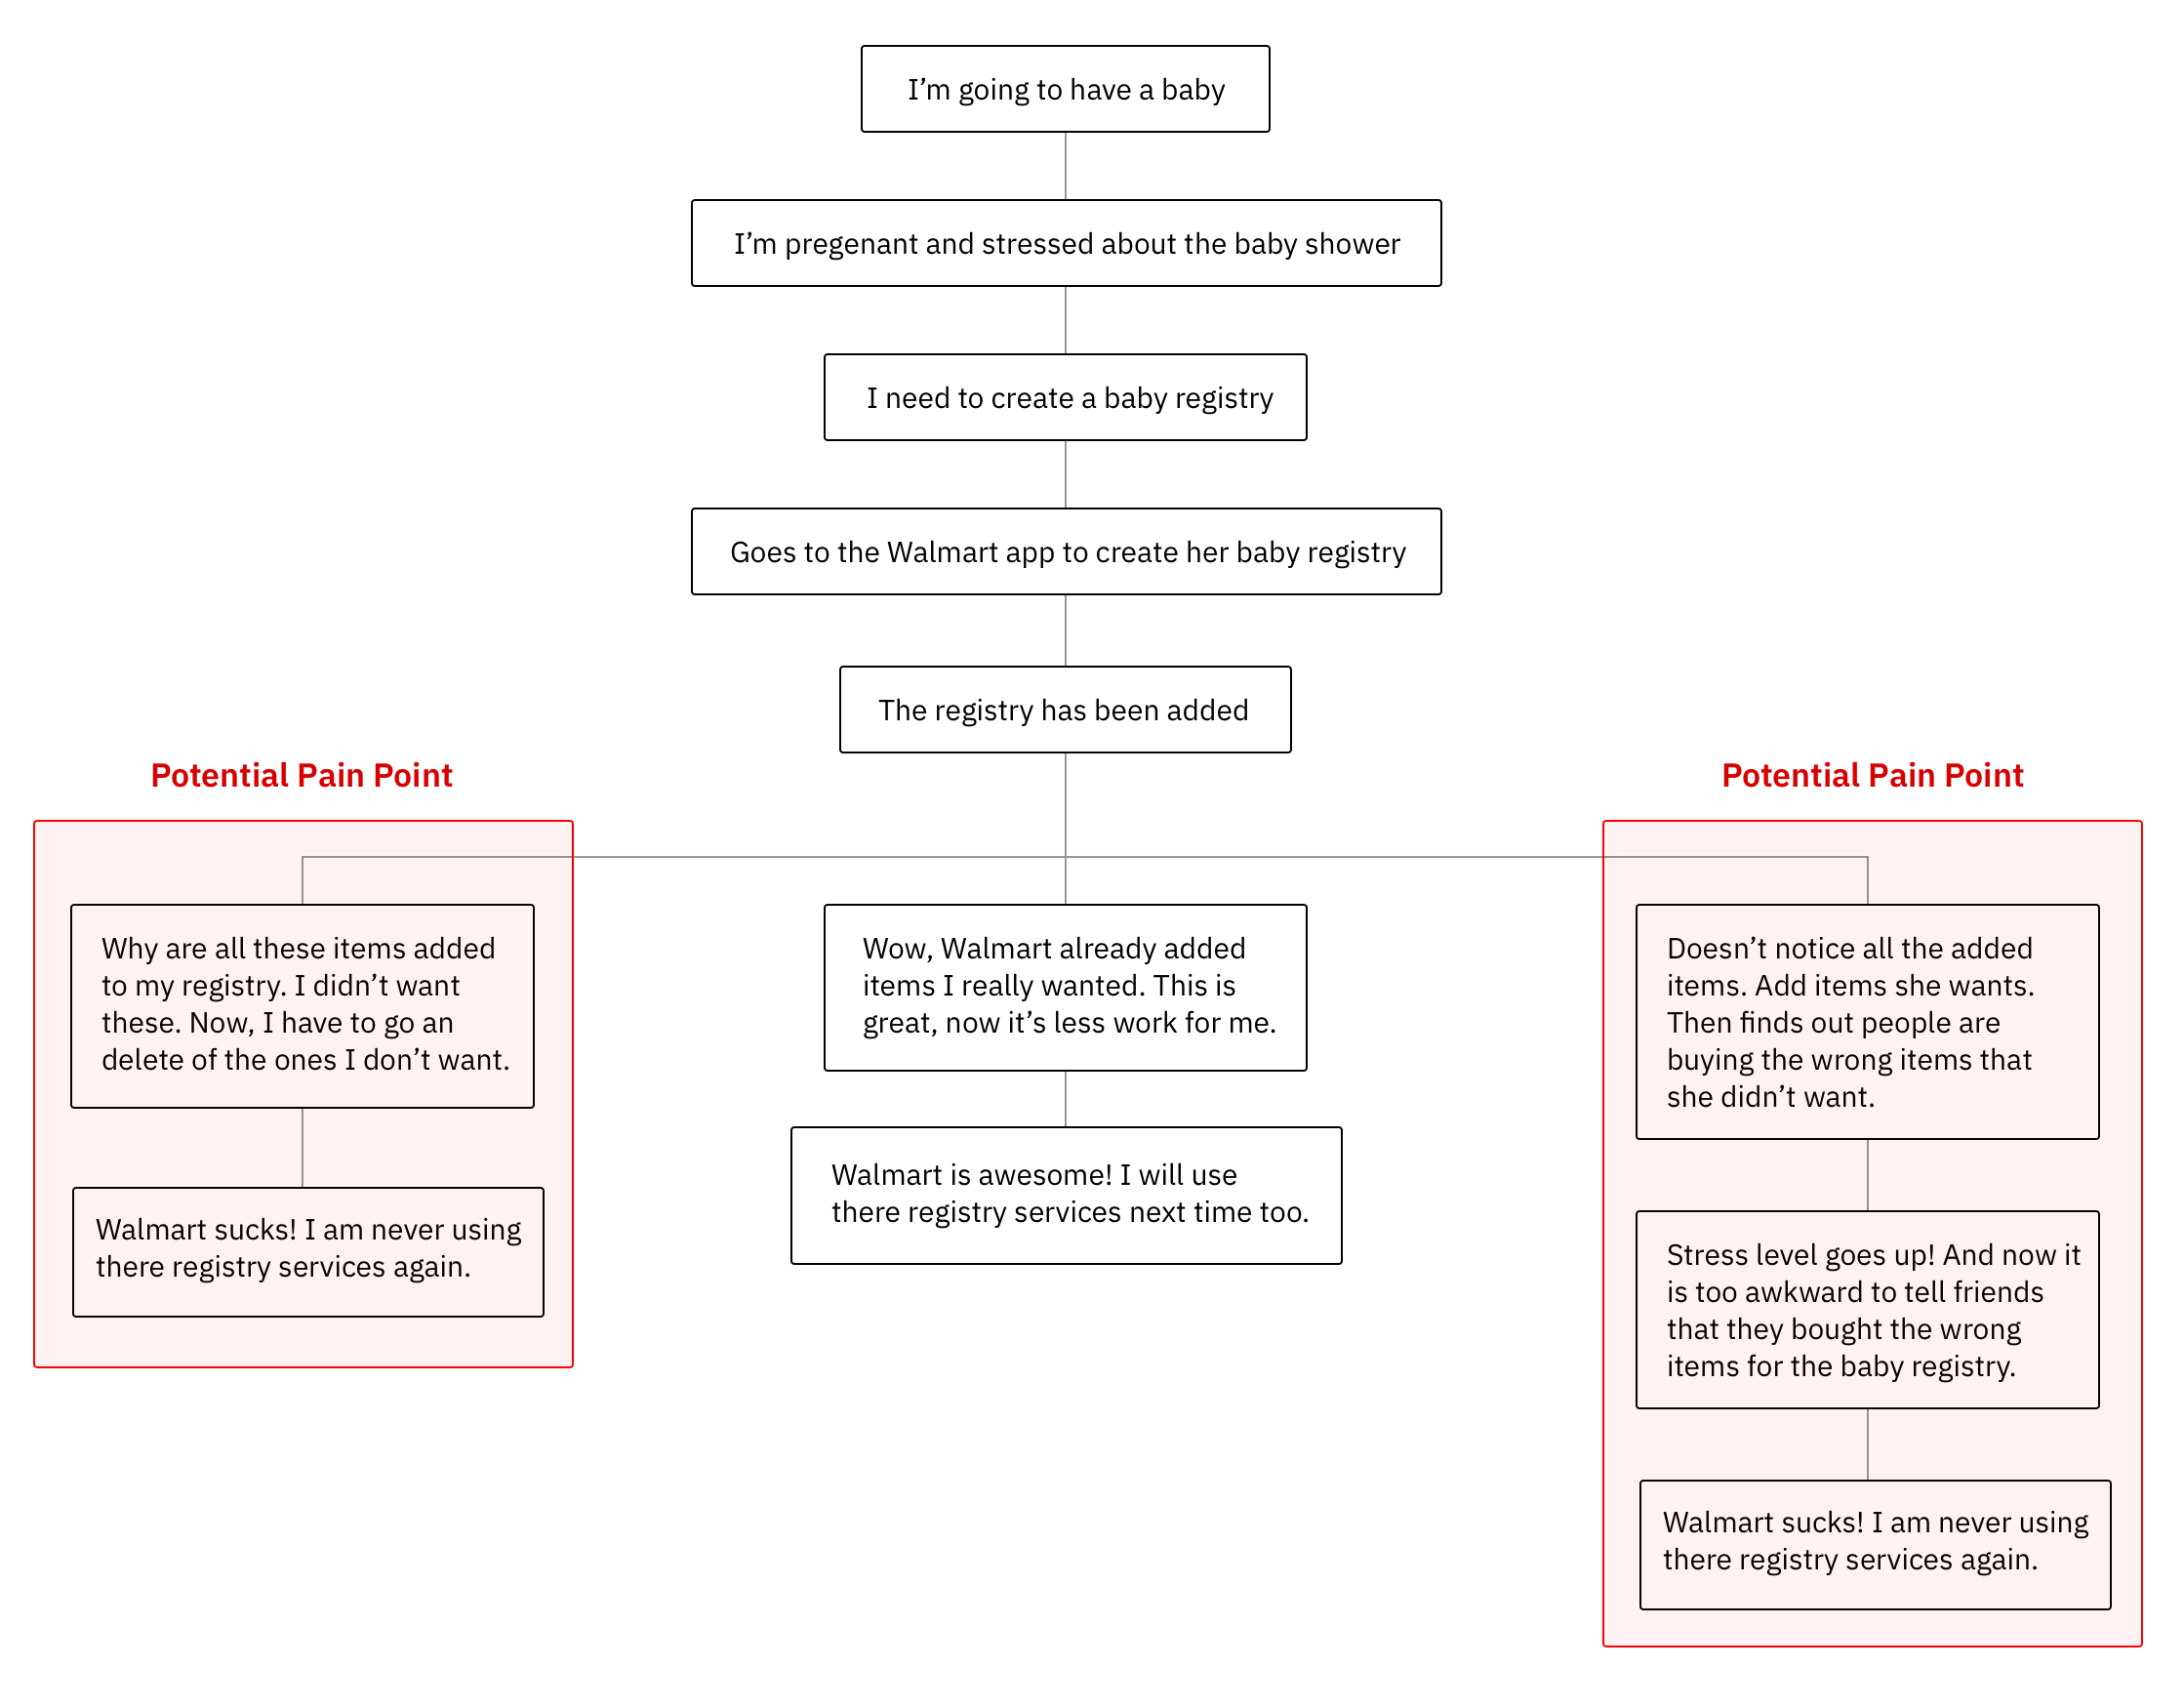 I’m going to have a baby
I’m pregenant and stressed about the baby shower
I need to create a baby registry
Goes to the Walmart app to create her baby registry
The registry has been added
Potential Pain Point
Why are all these items added
to my registry. I didn’t want
these. Now, I have to go an
delete of the ones I don’t want.
Walmart sucks! I am never using
there registry services again.
Wow, Walmart already added
items I really wanted. This is
great, now it’s less work for me.
Walmart is awesome! I will use
there registry services next time too.
Potential Pain Point
Doesn’t notice all the added
items. Add items she wants.
Then finds out people are
buying the wrong items that
she didn’t want.
Stress level goes up! And now it
is too awkward to tell friends
that they bought the wrong
items for the baby registry.
Walmart sucks! I am never using
there registry services again.